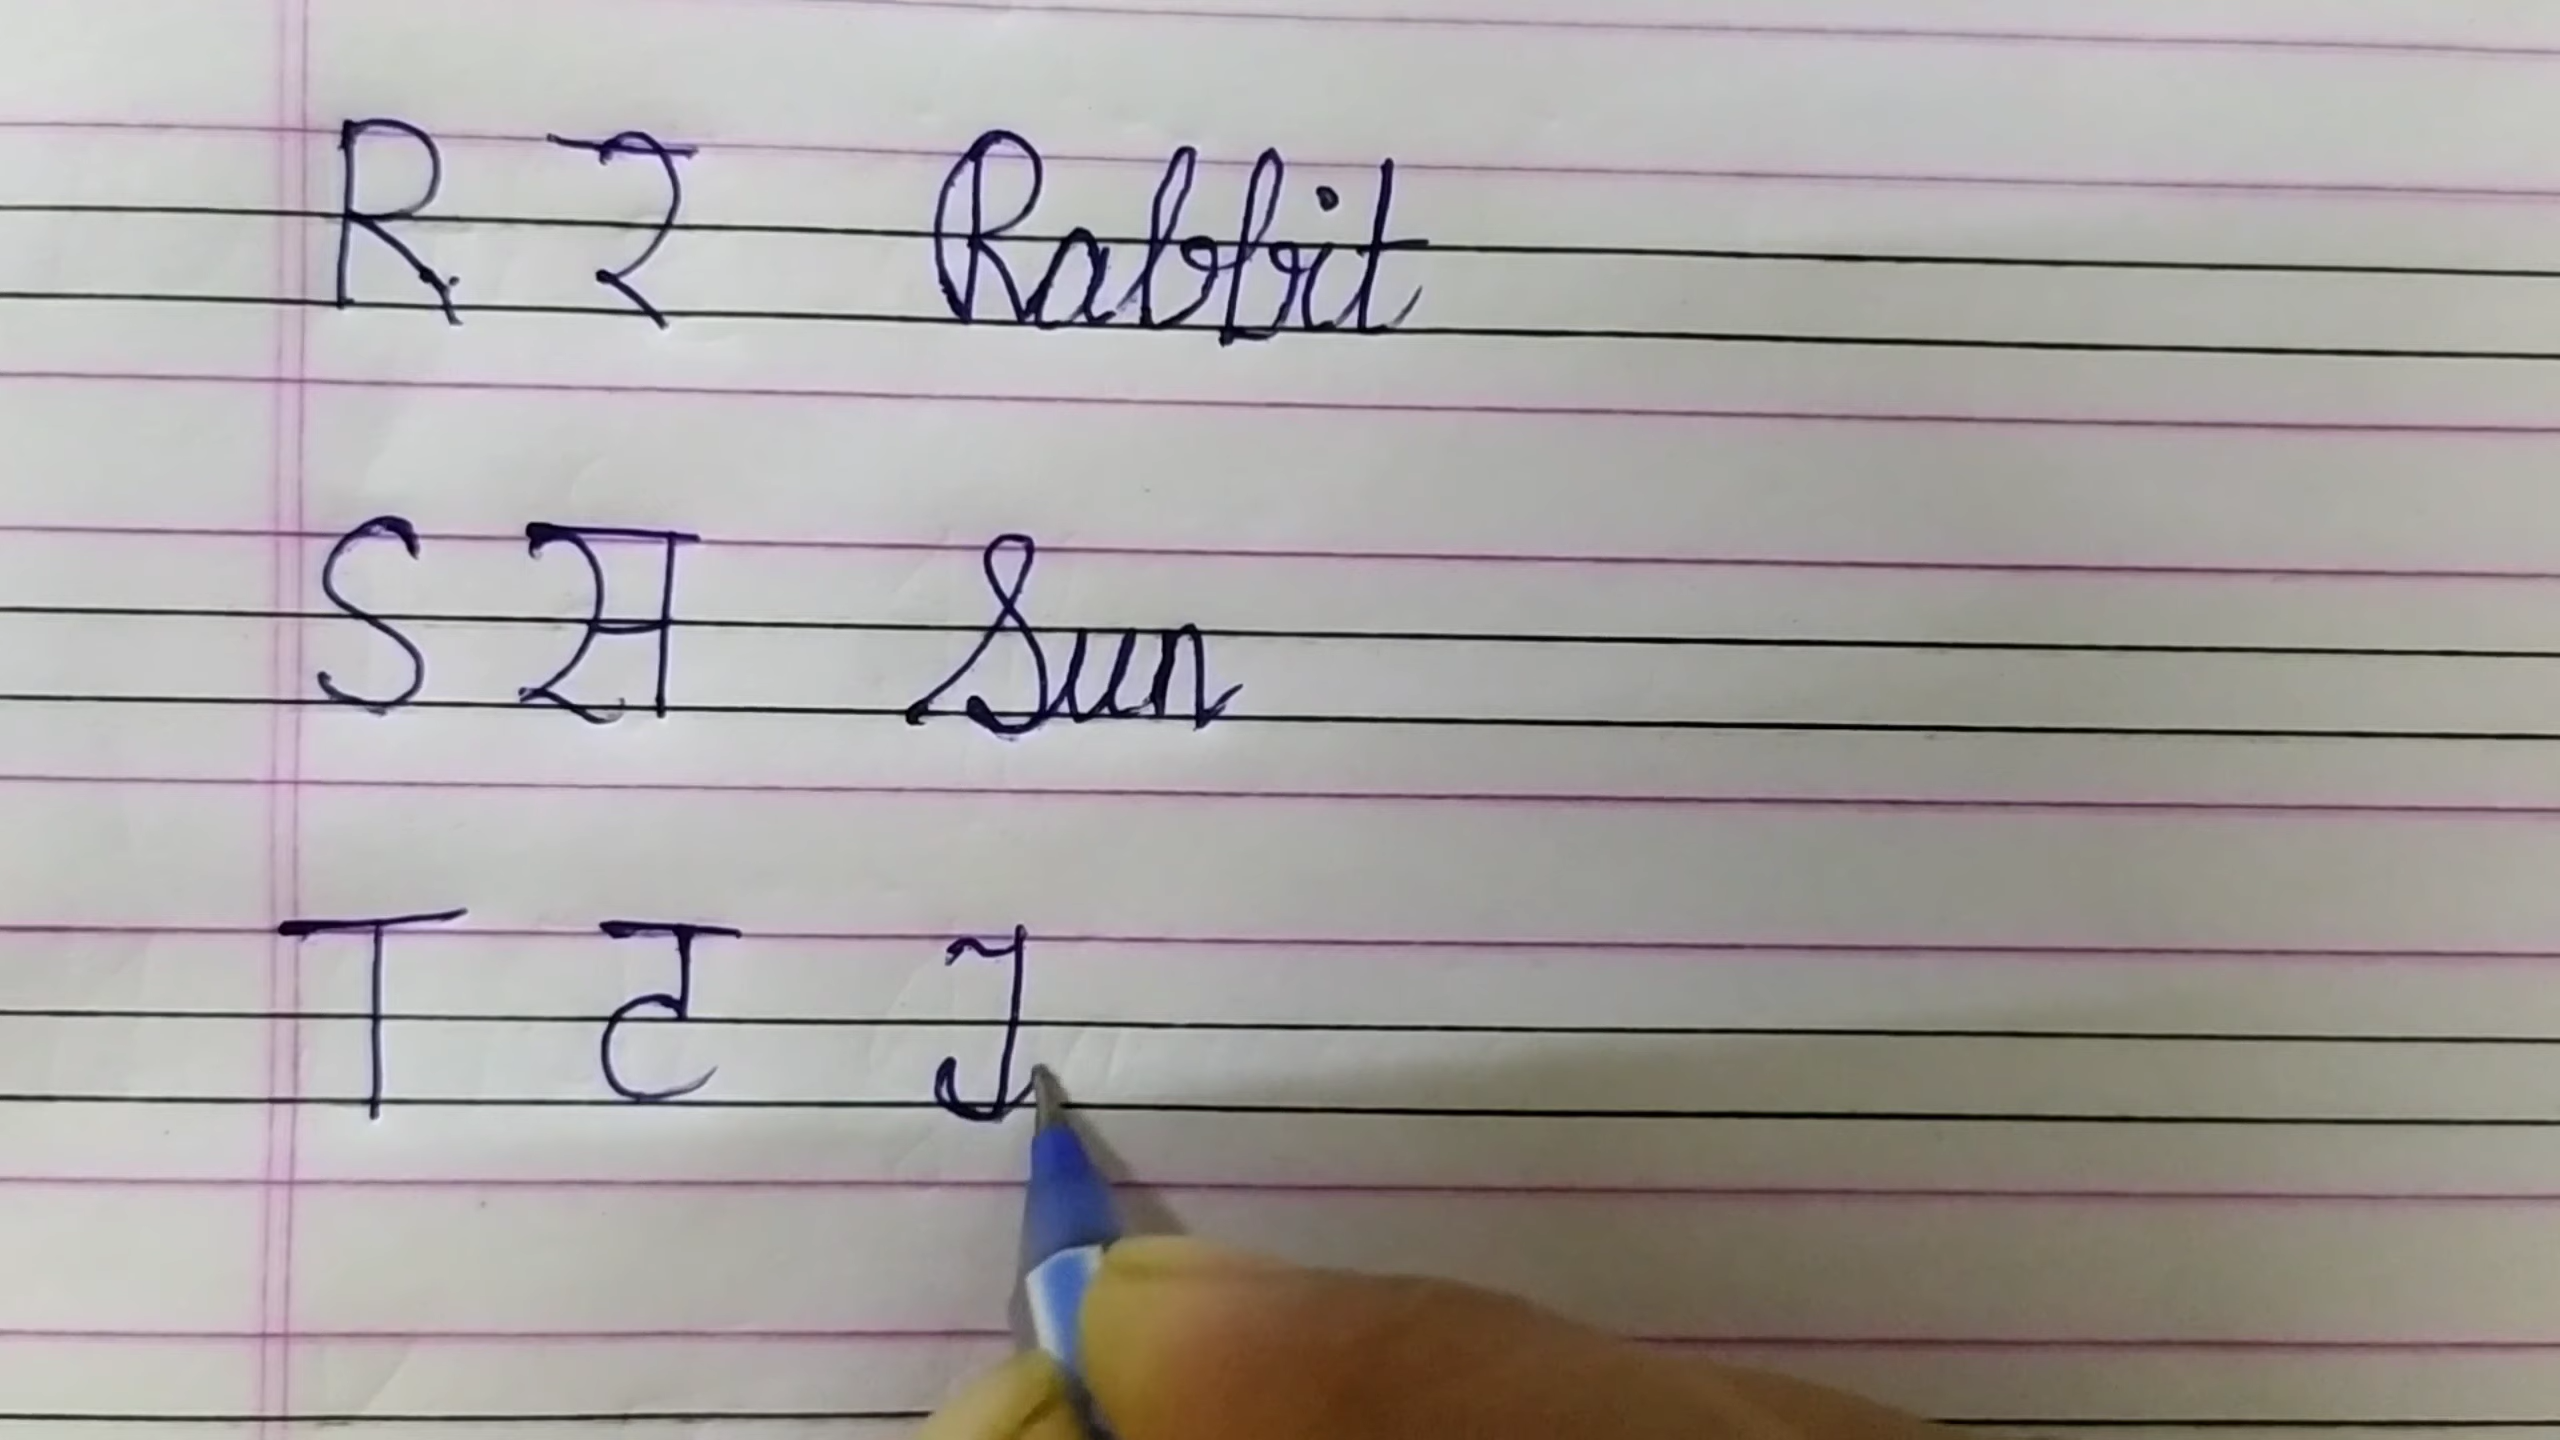 R र Rabbit
S स Sun
T ट T